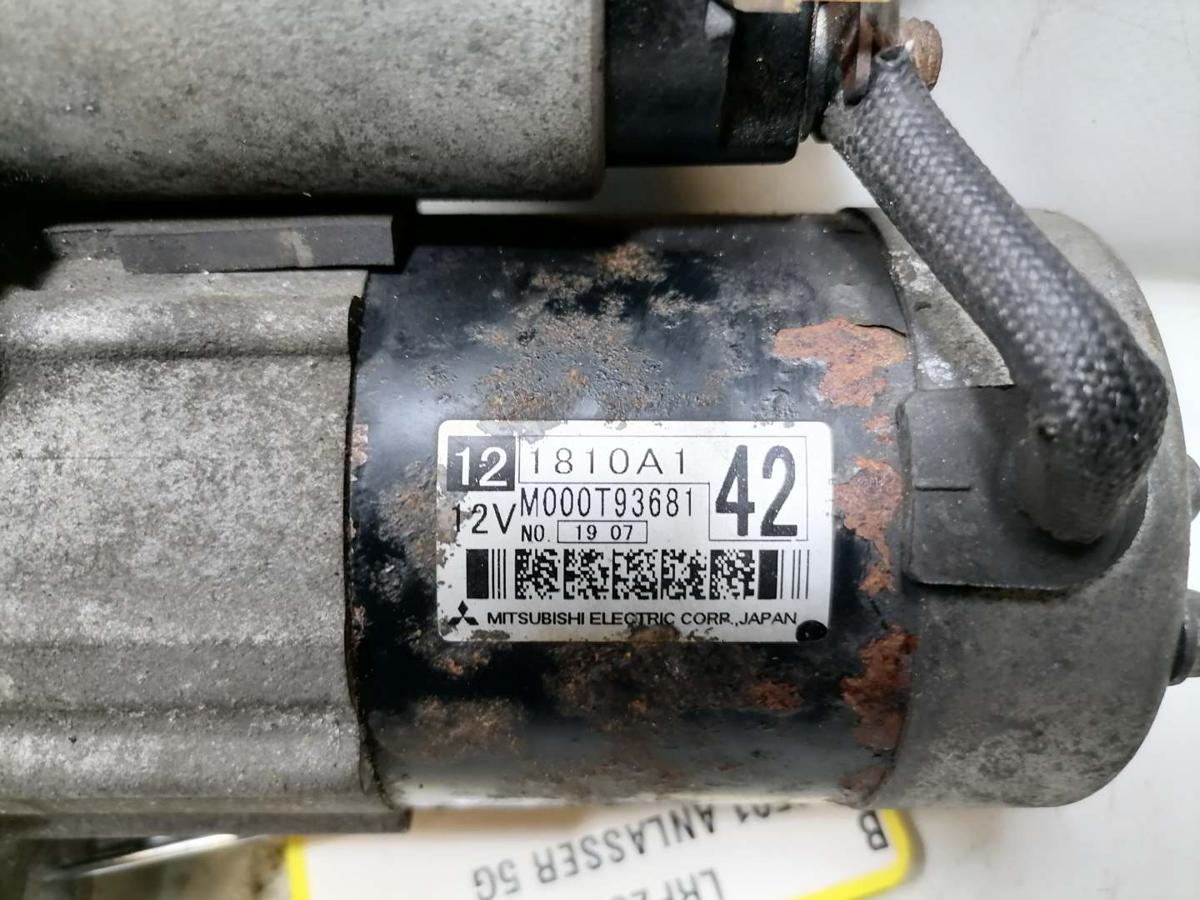 12 1810A1 42
12V M000T93681
NO. 19 07
MITSUBISHI ELECTRIC CORP., JAPAN
B
ANLASSER 5G